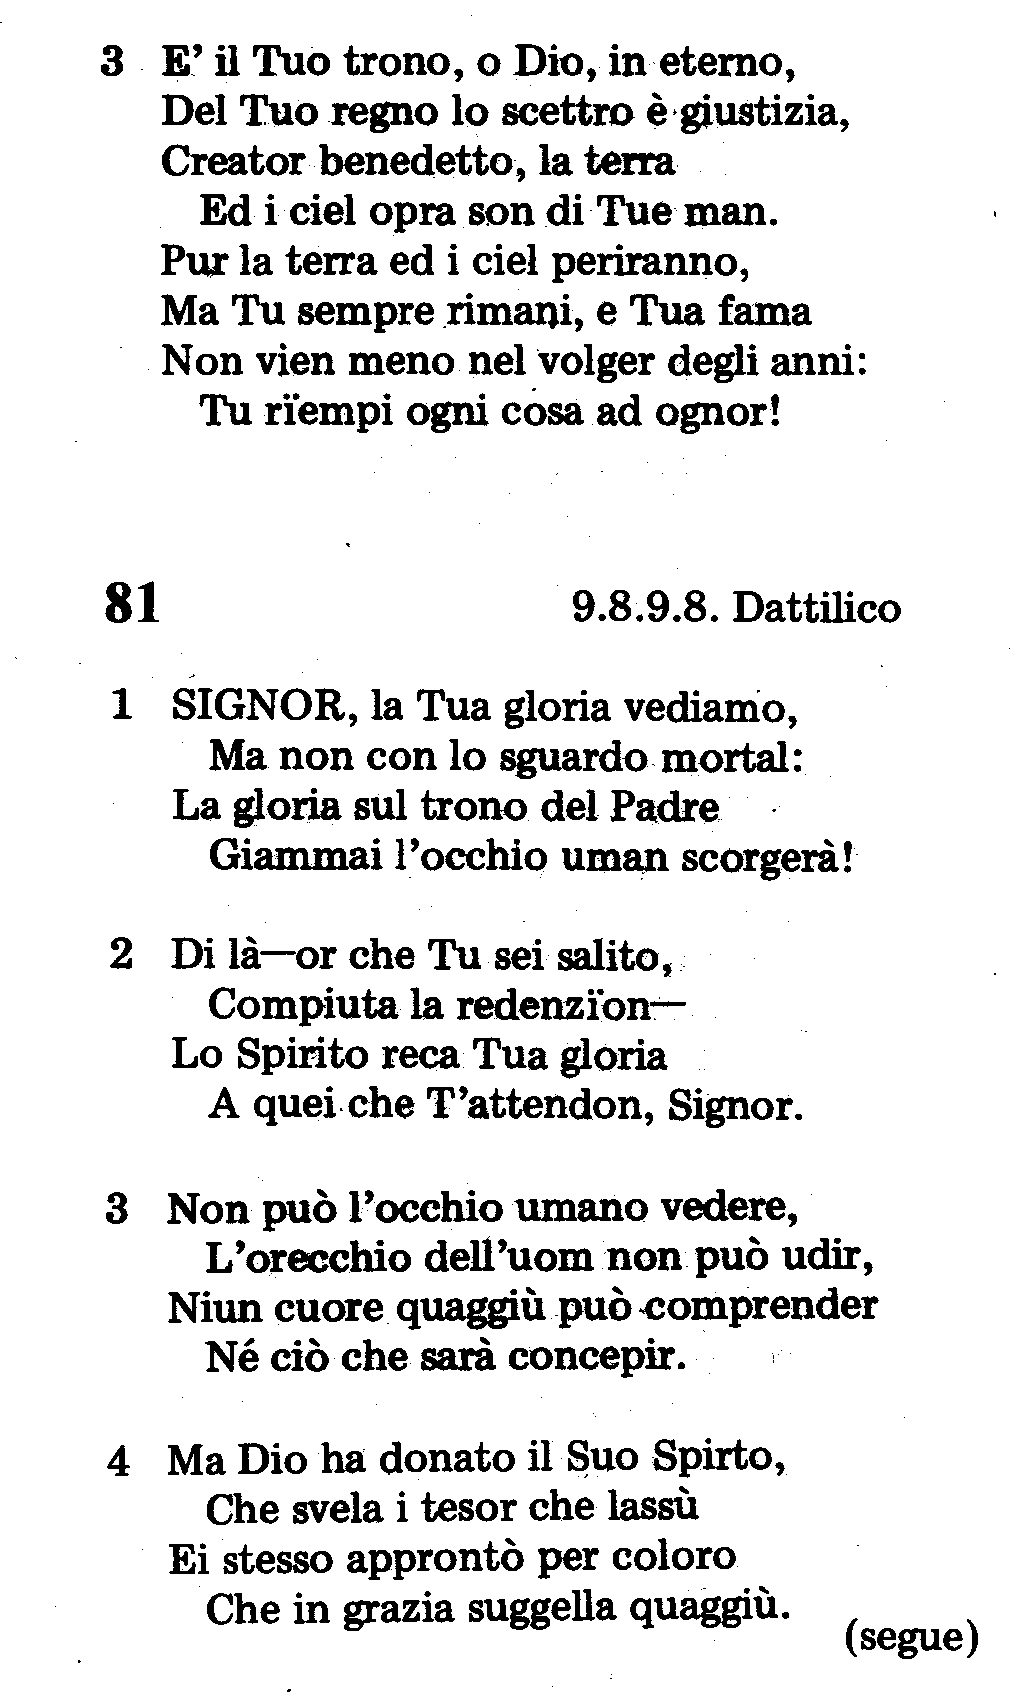 3 E' il Tuo trono, o Dio, in eterno,
Del Tuo regno lo scettro è giustizia,
Creator benedetto, la terra
Ed i ciel opra son di Tue man.
Pur la terra ed i ciel periranno,
Ma Tu sempre rimani, e Tua fama
Non vien meno nel volger degli anni:
Tu rïempi ogni cosa ad ognor!
81 9.8.9.8. Dattilico
1 SIGNOR, la Tua gloria vediamo,
Ma non con lo sguardo mortal:
La gloria sul trono del Padre
Giammai l'occhio uman scorgerà!
2 Di là—or che Tu sei salito,
Compiuta la redenzïon—
Lo Spirito reca Tua gloria
A quei che T'attendon, Signor.
3 Non può l'occhio umano vedere,
L'orecchio dell'uom non può udir,
Niun cuore quaggiù può comprender
Né ciò che sarà concepir.
4 Ma Dio ha donato il Suo Spirto,
Che svela i tesor che lassù
Ei stesso approntò per coloro
Che in grazia suggella quaggiù.
(segue)